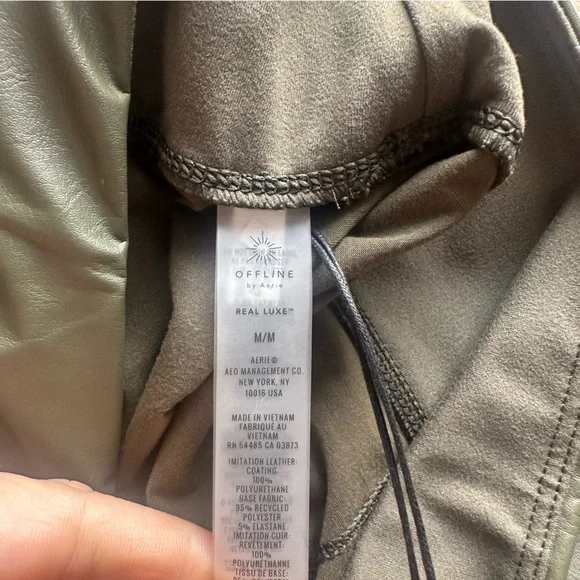 OFFLINE
by Aerie
REAL LUXE™
M/M
AERIE®
AEO MANAGEMENT CO.
NEW YORK, NY
10016 USA
MADE IN VIETNAM
FABRIQUÉ AU
VIETNAM
RN 54485 CA 03873
IMITATION LEATHER:
COATING
100%
POLYURETHANE
BASE FABRIC:
95% RECYCLED
POLYESTER
5% ELASTANE
IMITATION CUIR:
REVÊTEMENT:
100%
POLYURÉTHANNE
TISSU DE BASE: